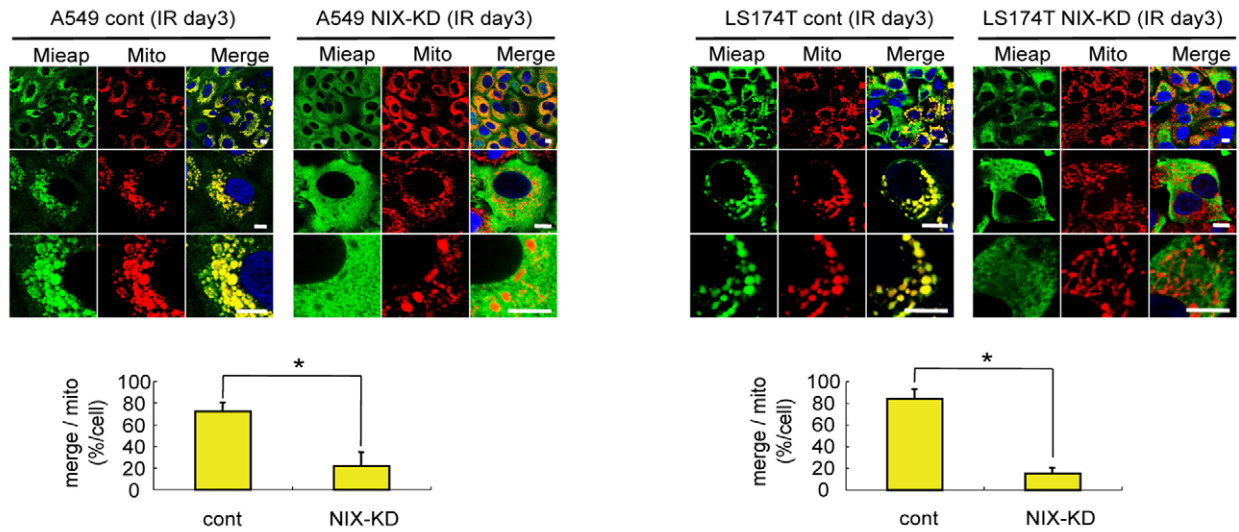 A549 cont (IR day3)
A549 NIX-KD (IR day3)
Mieap Mito Merge
Mieap Mito Merge
LS174T cont (IR day3)
LS174T NIX-KD (IR day3)
Mieap Mito Merge
Mieap Mito Merge
merge / mito
(%/cell)
100
80
60
40
20
0
*
cont
NIX-KD
merge / mito
(%/cell)
100
80
60
40
20
0
*
cont
NIX-KD